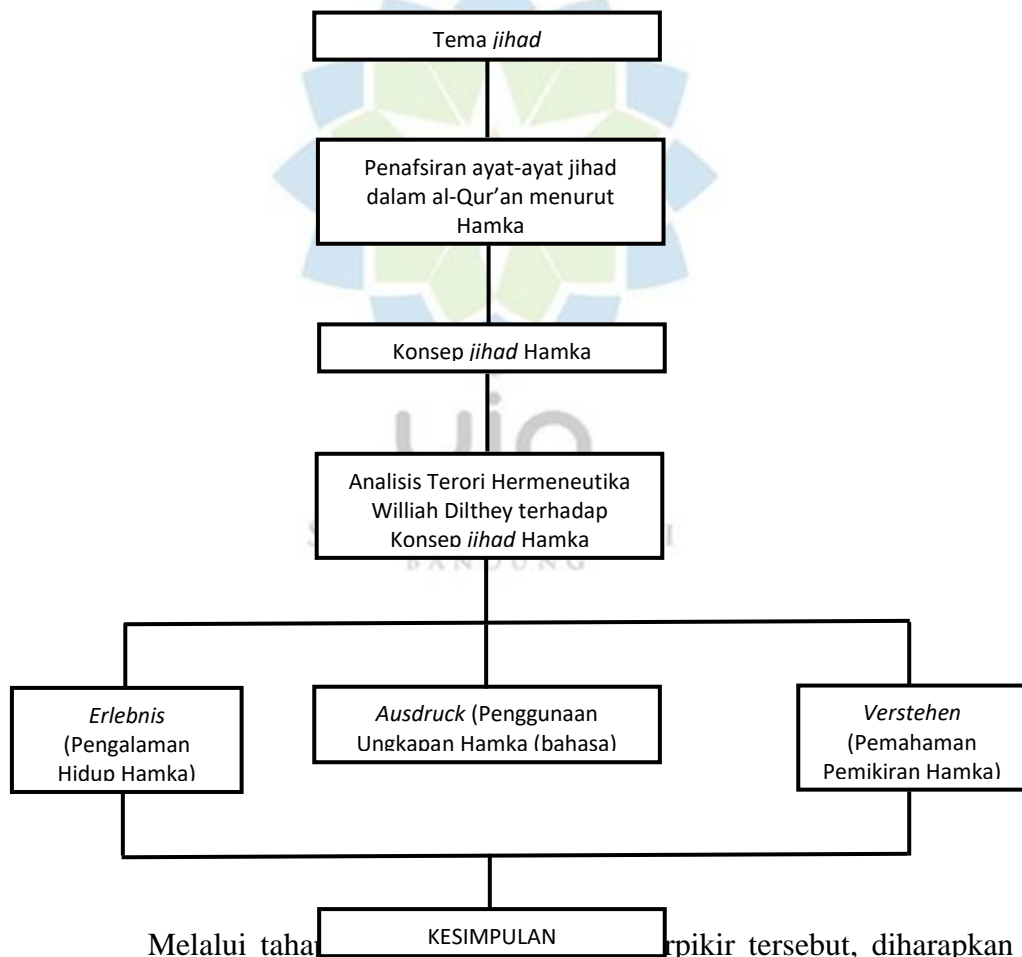 Tema jihad
Penafsiran ayat-ayat jihad
dalam al-Qur’an menurut
Hamka
Konsep jihad Hamka
uin
Analisis Terori Hermeneutika
Williah Dilthey terhadap
Konsep jihad Hamka
BANDUNG
Erlebnis
(Pengalaman
Hidup Hamka)
Ausdruck (Penggunaan
Ungkapan Hamka (bahasa)
Verstehen
(Pemahaman
Pemikiran Hamka)
KESIMPULAN
Melalui tersebut, diharapkan